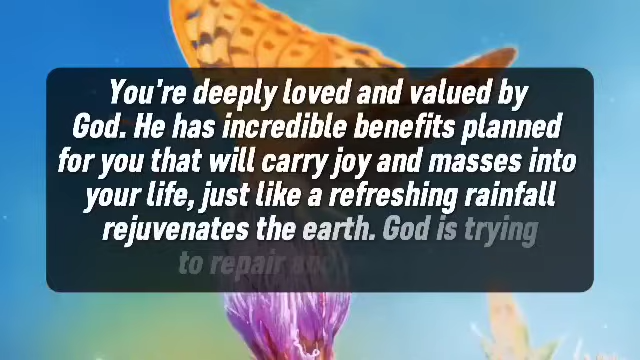 You're deeply loved and valued by
God. He has incredible benefits planned
for you that will carry joy and masses into
your life, just like a refreshing rainfall
rejuvenates the earth. God is trying
to repair and